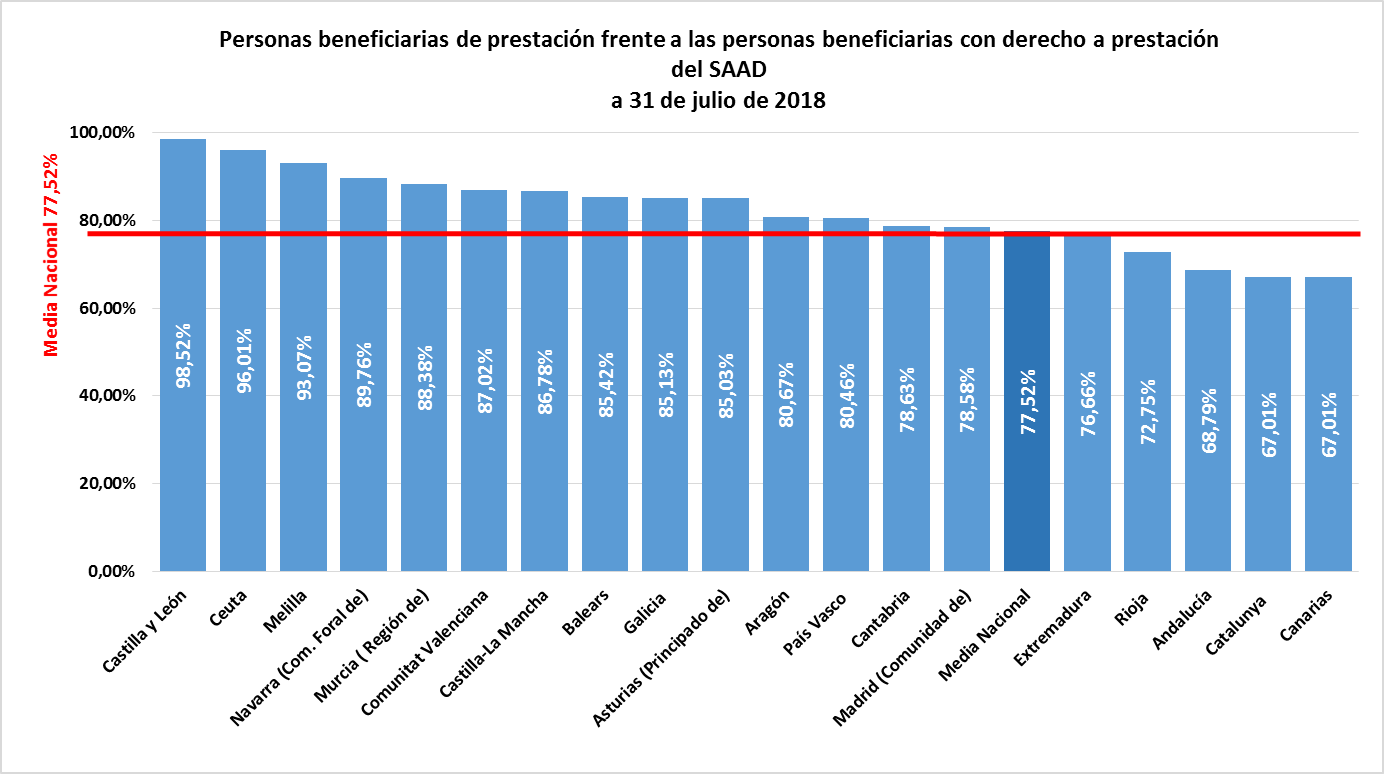 Personas beneficiarias de prestación frente a las personas beneficiarias con derecho a prestación
del SAAD
a 31 de julio de 2018
Media Nacional 77,52%
100,00%
80,00%
60,00%
40,00%
20,00%
0,00%
98,52%
96,01%
93,07%
89,76%
88,38%
87,02%
86,78%
85,42%
85,13%
85,03%
80,67%
80,46%
78,63%
78,58%
77,52%
76,66%
72,75%
68,79%
67,01%
67,01%
Castilla y León
Ceuta
Melilla
Navarra (Com. Foral de)
Murcia ( Región de)
Comunitat Valenciana
Castilla-La Mancha
Balears
Galicia
Asturias (Principado de)
Aragón
País Vasco
Cantabria
Madrid (Comunidad de)
Media Nacional
Extremadura
Rioja
Andalucía
Catalunya
Canarias